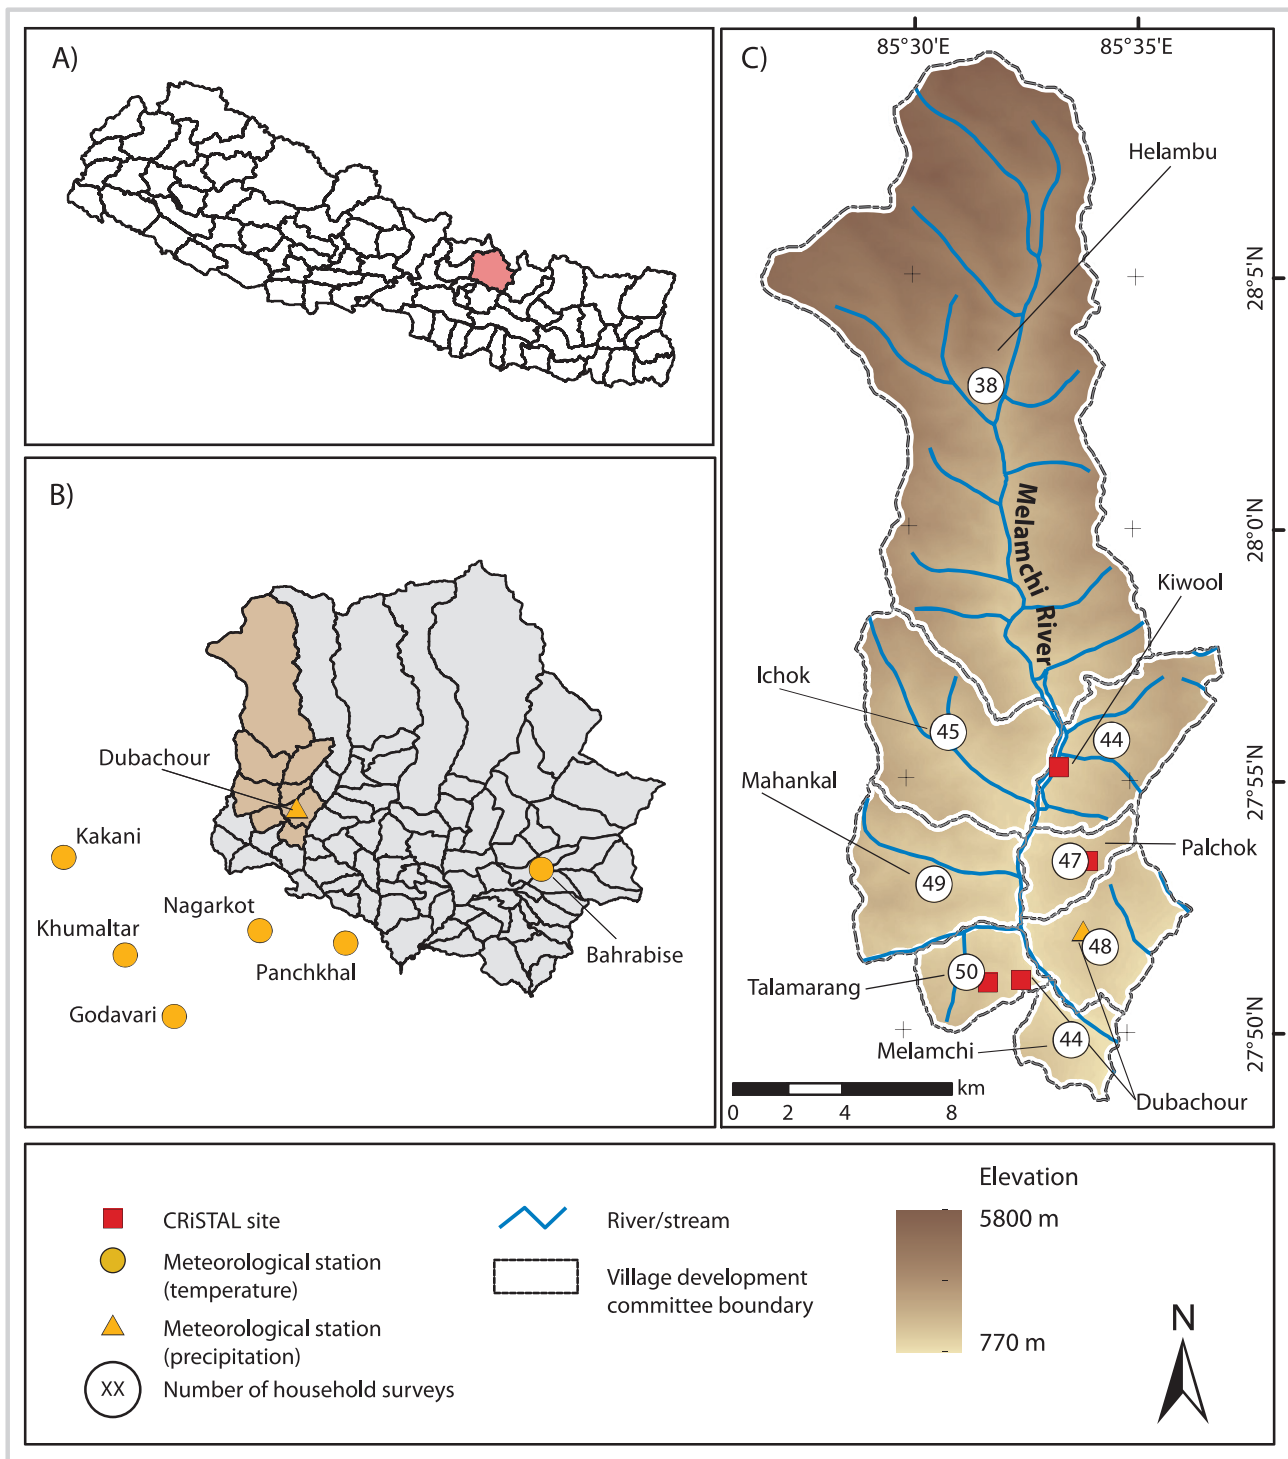 A)
B)
Dubachour
Kakani
Nagarkot
Khumaltar
Panchkhal
Bahrabise
Godavari
C)
85°30'E
85°35'E
Helambu
28°5'N
38
Melamchi River
28°0'N
Kiwool
Ichok
45
44
27°55'N
Mahankal
Palchok
47
49
48
50
Talamarang
Melamchi
44
27°50'N
Dubachour
km
0 2 4 8
CRiSTAL site
Meteorological station
(temperature)
Meteorological station
(precipitation)
XX
Number of household surveys
River/stream
Village development
committee boundary
Elevation
5800 m
770 m
N